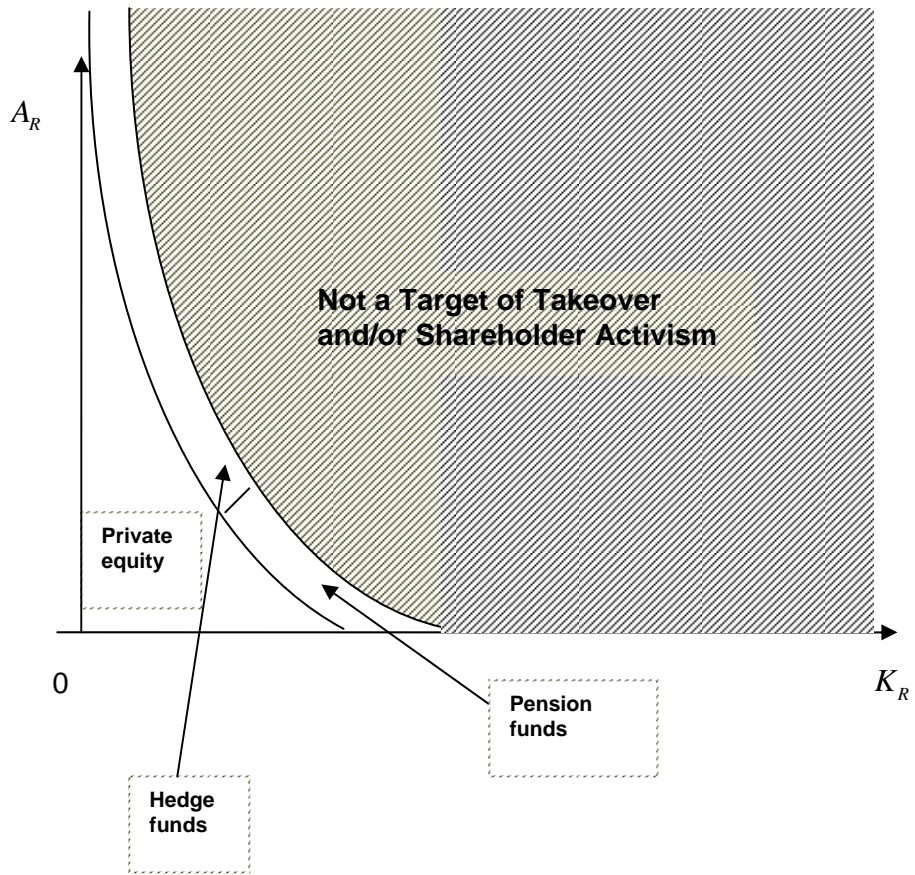 A_R
Not a Target of Takeover
and/or Shareholder Activism
Private
equity
0
K_R
Pension
funds
Hedge
funds